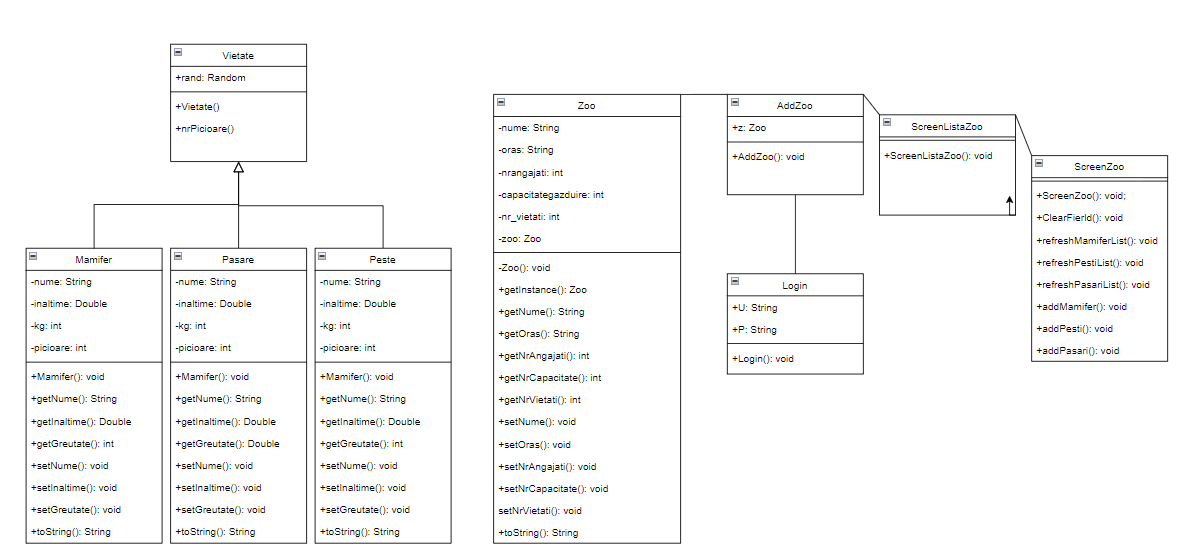 Vietate
+rand: Random
+Vietate()
+nrPicioare()
Mamifer
-nume: String
-inaltime: Double
-kg: int
-picioare: int
+Mamifer(): void
+getNume(): String
+getInaltime(): Double
+getGreutate(): int
+setNume(): void
+setInaltime(): void
+setGreutate(): void
+toString(): String
Pasare
-nume: String
-inaltime: Double
-kg: int
-picioare: int
+Mamifer(): void
+getNume(): String
+getInaltime(): Double
+getGreutate(): Double
+setNume(): void
+setInaltime(): void
+setGreutate(): void
+toString(): String
Peste
-nume: String
-inaltime: Double
-kg: int
-picioare: int
+Mamifer(): void
+getNume(): String
+getInaltime(): Double
+getGreutate(): int
+setNume(): void
+setInaltime(): void
+setGreutate(): void
+toString(): String
Zoo
-nume: String
-oras: String
-nrangajati: int
-capacitategazduire: int
-nr_vietati: int
-zoo: Zoo
-Zoo(): void
+getInstance(): Zoo
+getNume(): String
+getOras(): String
+getNrAngajati(): int
+getNrCapacitate(): int
+getNrVietati(): int
+setNume(): void
+setOras(): void
+setNrAngajati(): void
+setNrCapacitate(): void
setNrVietati(): void
+toString(): String
AddZoo
+z: Zoo
+AddZoo(): void
Login
+U: String
+P: String
+Login(): void
ScreenListaZoo
+ScreenListaZoo(): void
ScreenZoo
+ScreenZoo(): void;
+ClearFierld(): void
+refreshMamiferList(): void
+refreshPestiList(): void
+refreshPasariList(): void
+addMamifer(): void
+addPesti(): void
+addPasari(): void